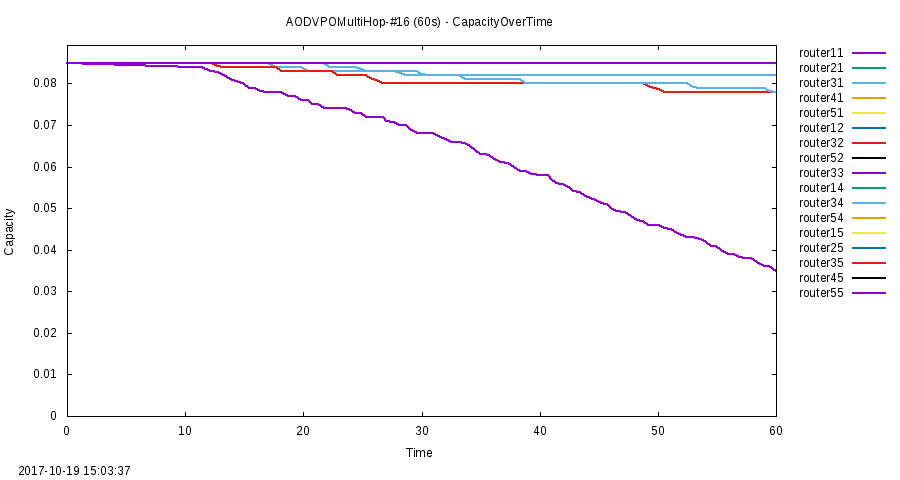 AODVPOMultiHop-#16 (60s) - CapacityOverTime
router11
router21
router31
router41
router51
router12
router32
router52
router33
router14
router34
router54
router15
router25
router35
router45
router55
Capacity
0.08
0.07
0.06
0.05
0.04
0.03
0.02
0.01
0
0 10 20 30 40 50 60
Time
2017-10-19 15:03:37